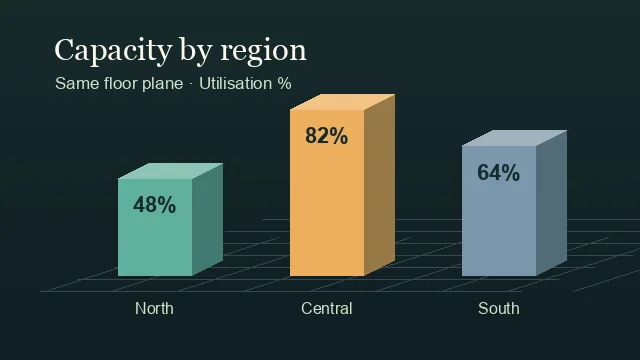 Capacity by region
Same floor plane · Utilisation %
82%
64%
48%
North
Central
South